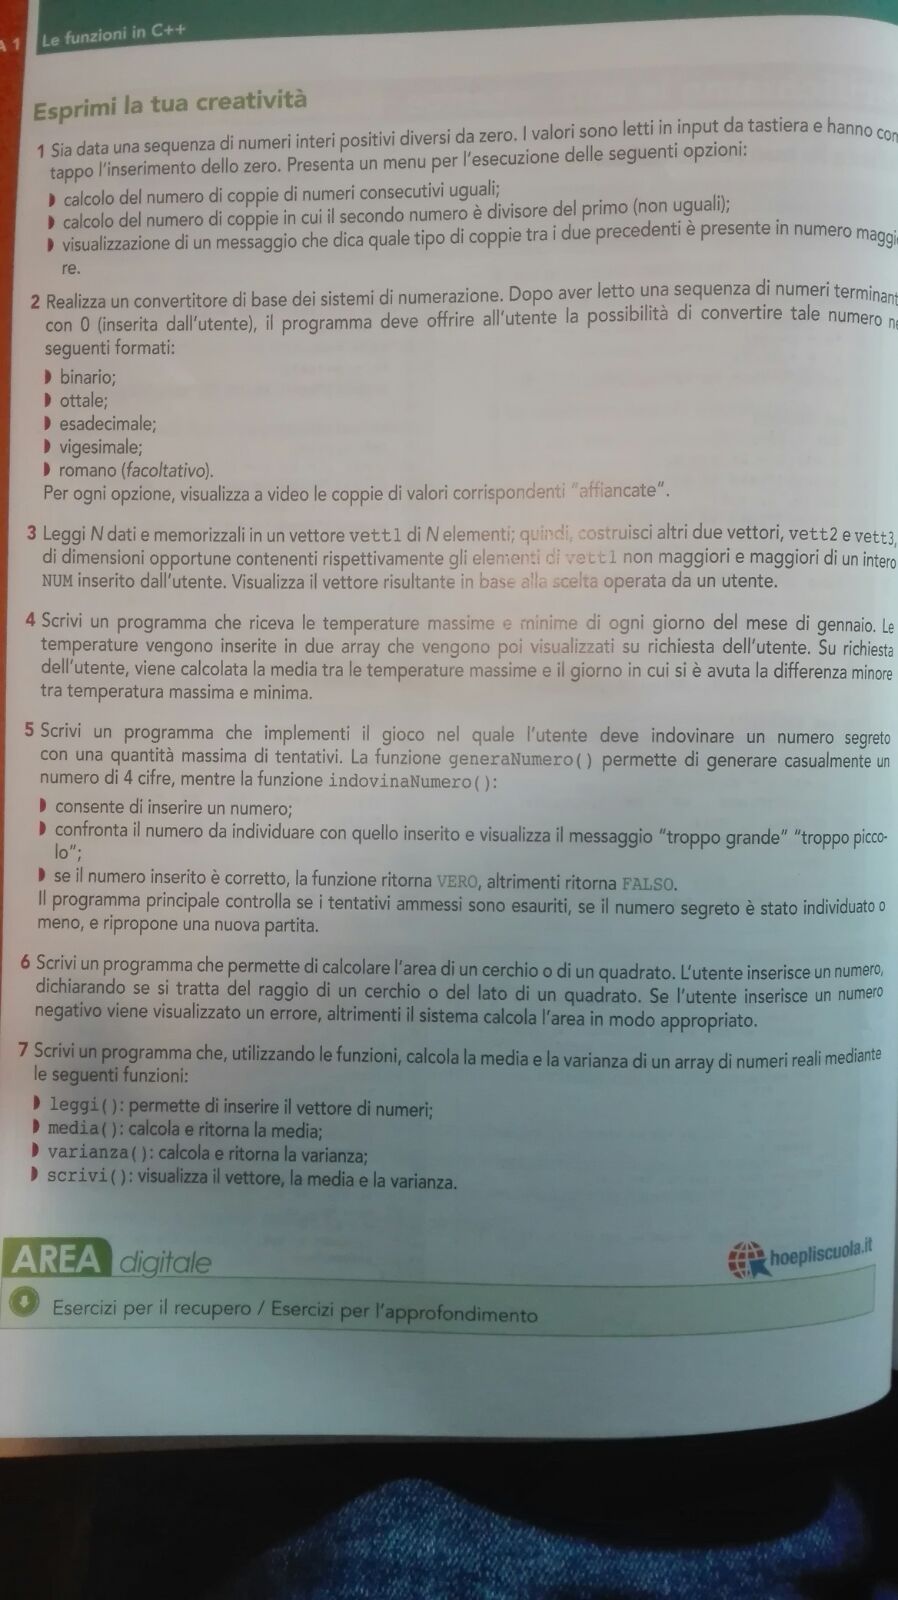 A 1
Le funzioni in C++
Esprimi la tua creatività
1 Sia data una sequenza di numeri interi positivi diversi da zero. I valori sono letti in input da tastiera e hanno con
tappo l'inserimento dello zero. Presenta un menu per l'esecuzione delle seguenti opzioni:
◗ calcolo del numero di coppie di numeri consecutivi uguali;
◗ calcolo del numero di coppie in cui il secondo numero è divisore del primo (non uguali);
◗ visualizzazione di un messaggio che dica quale tipo di coppie tra i due precedenti è presente in numero maggi
re.
2 Realizza un convertitore di base dei sistemi di numerazione. Dopo aver letto una sequenza di numeri terminant
con 0 (inserita dall'utente), il programma deve offrire all'utente la possibilità di convertire tale numero ne
seguenti formati:
◗ binario;
◗ ottale;
◗ esadecimale;
◗ vigesimale;
◗ romano (facoltativo).
Per ogni opzione, visualizza a video le coppie di valori corrispondenti "affiancate".
3 Leggi N dati e memorizzali in un vettore vett1 di N elementi; quindi, costruisci altri due vettori, vett2 e vett3,
di dimensioni opportune contenenti rispettivamente gli elementi di vett1 non maggiori e maggiori di un intero
NUM inserito dall'utente. Visualizza il vettore risultante in base alla scelta operata da un utente.
4 Scrivi un programma che riceva le temperature massime e minime di ogni giorno del mese di gennaio. Le
temperature vengono inserite in due array che vengono poi visualizzati su richiesta dell'utente. Su richiesta
dell'utente, viene calcolata la media tra le temperature massime e il giorno in cui si è avuta la differenza minore
tra temperatura massima e minima.
5 Scrivi un programma che implementi il gioco nel quale l'utente deve indovinare un numero segreto
con una quantità massima di tentativi. La funzione generaNumero() permette di generare casualmente un
numero di 4 cifre, mentre la funzione indovinaNumero():
◗ consente di inserire un numero;
◗ confronta il numero da individuare con quello inserito e visualizza il messaggio "troppo grande" "troppo picco-
lo";
◗ se il numero inserito è corretto, la funzione ritorna VERO, altrimenti ritorna FALSO.
Il programma principale controlla se i tentativi ammessi sono esauriti, se il numero segreto è stato individuato o
meno, e ripropone una nuova partita.
6 Scrivi un programma che permette di calcolare l'area di un cerchio o di un quadrato. L'utente inserisce un numero,
dichiarando se si tratta del raggio di un cerchio o del lato di un quadrato. Se l'utente inserisce un numero
negativo viene visualizzato un errore, altrimenti il sistema calcola l'area in modo appropriato.
7 Scrivi un programma che, utilizzando le funzioni, calcola la media e la varianza di un array di numeri reali mediante
le seguenti funzioni:
◗ leggi(): permette di inserire il vettore di numeri;
◗ media(): calcola e ritorna la media;
◗ varianza(): calcola e ritorna la varianza;
◗ scrivi(): visualizza il vettore, la media e la varianza.
AREA digitale
hoepliscuola.it
Esercizi per il recupero / Esercizi per l'approfondimento